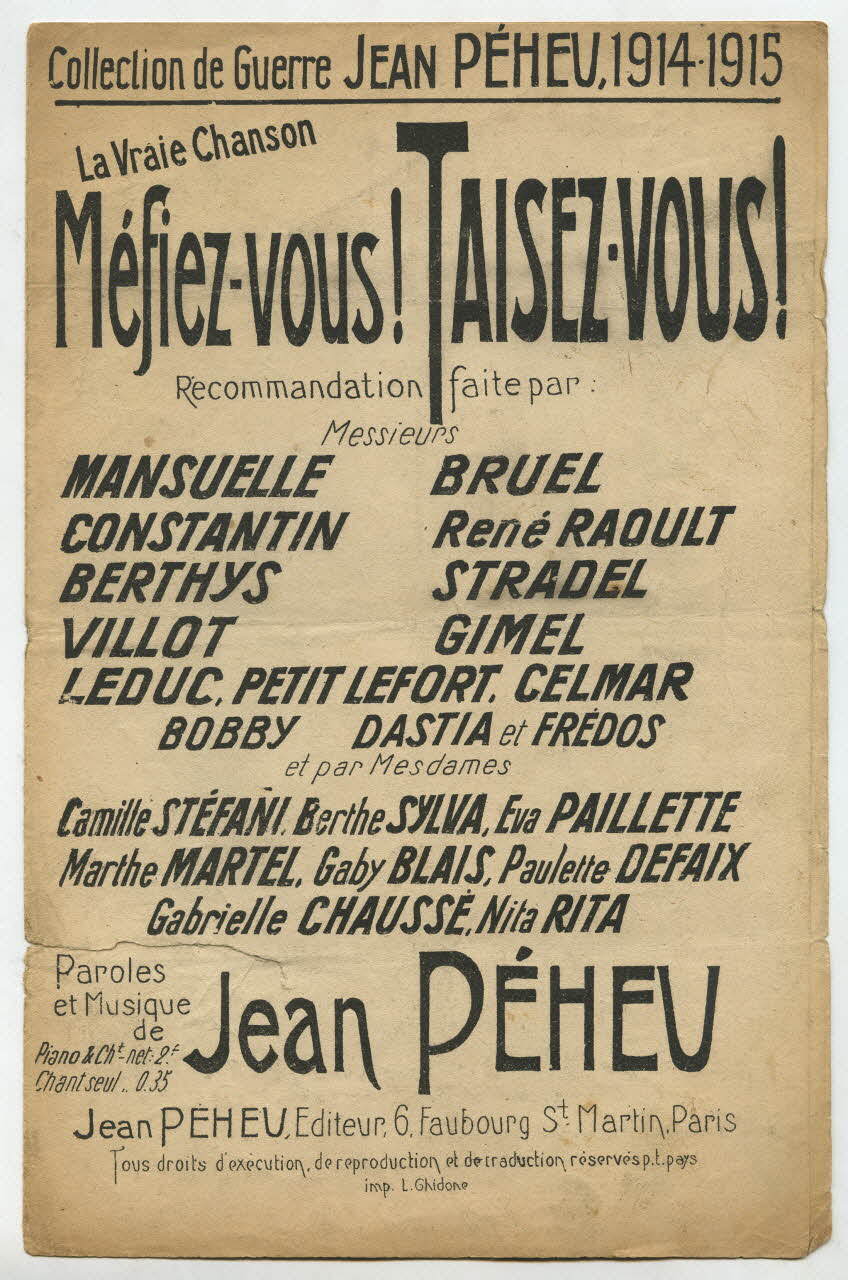 Collection de Guerre JEAN PÉHEU, 1914-1915
La Vraie Chanson
Méfiez-vous! TAISEZ-VOUS!
Recommandation faite par :
Messieurs
MANSUELLE BRUEL
CONSTANTIN René RAOULT
BERTHYS STRADEL
VILLOT GIMEL
LEDUC, PETIT LEFORT, CELMAR
BOBBY DASTIA et FRÉDOS
et par Mesdames
Camille STÉFANI, Berthe SYLVA, Eva PAILLETTE
Marthe MARTEL, Gaby BLAIS, Paulette DEFAIX
Gabrielle CHAUSSÉ, Nita RITA
Paroles
et Musique
de
Jean PÉHEU
Piano & Cht net: 2.f
Chant seul .. 0.35
Jean PÉHEU, Editeur, 6, Faubourg St. Martin, Paris
Tous droits d'exécution, de reproduction et de traduction réservés p.t. pays
imp. L. Ghidone